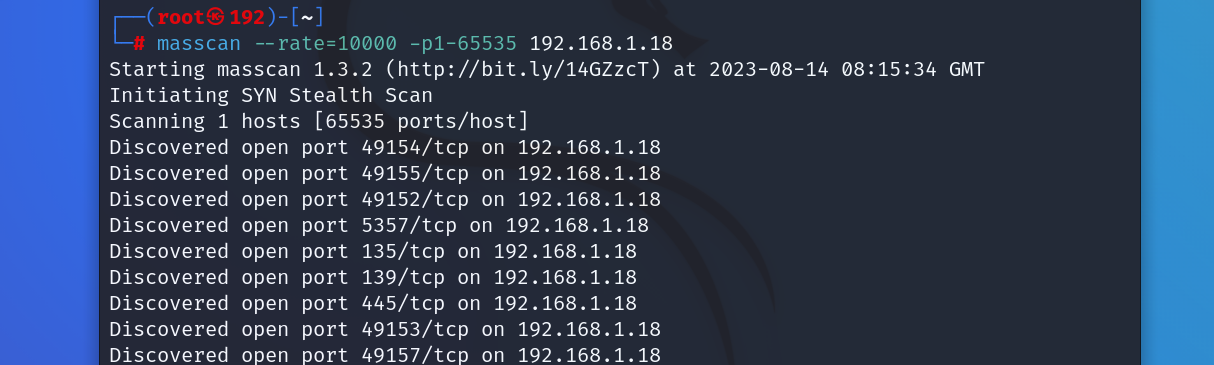 ┌──(root㉿192)-[~]
└─# masscan --rate=10000 -p1-65535 192.168.1.18
Starting masscan 1.3.2 (http://bit.ly/14GZzcT) at 2023-08-14 08:15:34 GMT
Initiating SYN Stealth Scan
Scanning 1 hosts [65535 ports/host]
Discovered open port 49154/tcp on 192.168.1.18
Discovered open port 49155/tcp on 192.168.1.18
Discovered open port 49152/tcp on 192.168.1.18
Discovered open port 5357/tcp on 192.168.1.18
Discovered open port 135/tcp on 192.168.1.18
Discovered open port 139/tcp on 192.168.1.18
Discovered open port 445/tcp on 192.168.1.18
Discovered open port 49153/tcp on 192.168.1.18
Discovered open port 49157/tcp on 192.168.1.18